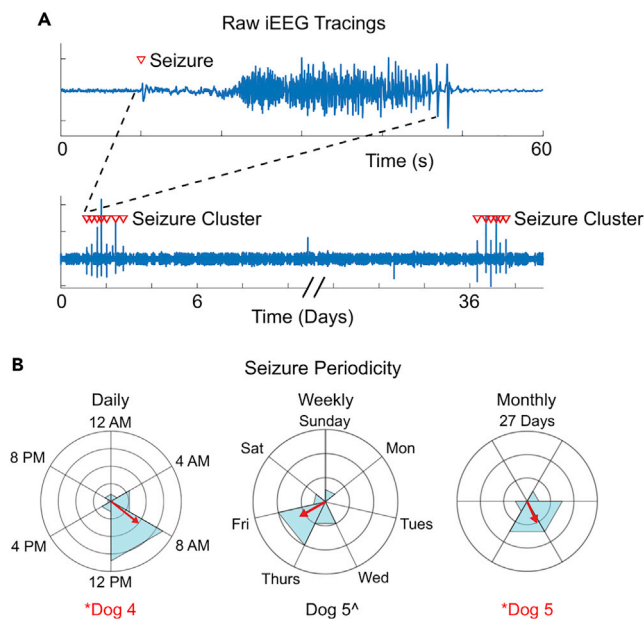 A
Raw iEEG Tracings
Seizure
0
60
Time (s)
Seizure Cluster
Seizure Cluster
0
6
36
Time (Days)
B
Seizure Periodicity
Daily
Weekly
Monthly
12 AM
Sunday
27 Days
8 PM
4 AM
Sat
Mon
4 PM
8 AM
Fri
Tues
12 PM
Thurs
Wed
*Dog 4
Dog 5^
*Dog 5